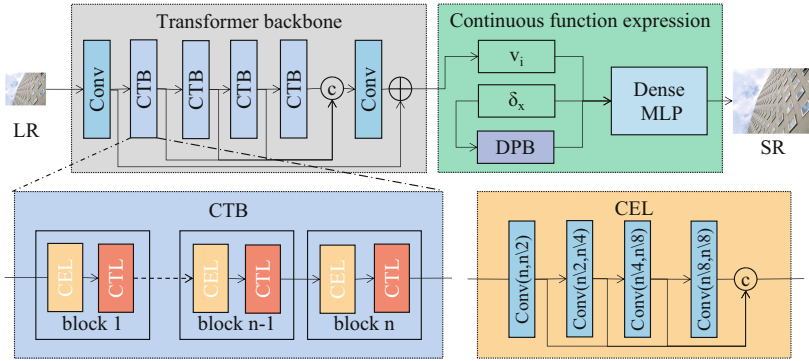 Transformer backbone
Continuous function expression
LR
Conv
CTB
CTB
CTB
CTB
c
Conv
v_i
δ_x
DPB
Dense
MLP
SR
CTB
CEL
CTL
block 1
CEL
CTL
block n-1
CEL
CTL
block n
CEL
Conv(n,n\2)
Conv(n\2,n\4)
Conv(n\4,n\8)
Conv(n\8,n\8)
c